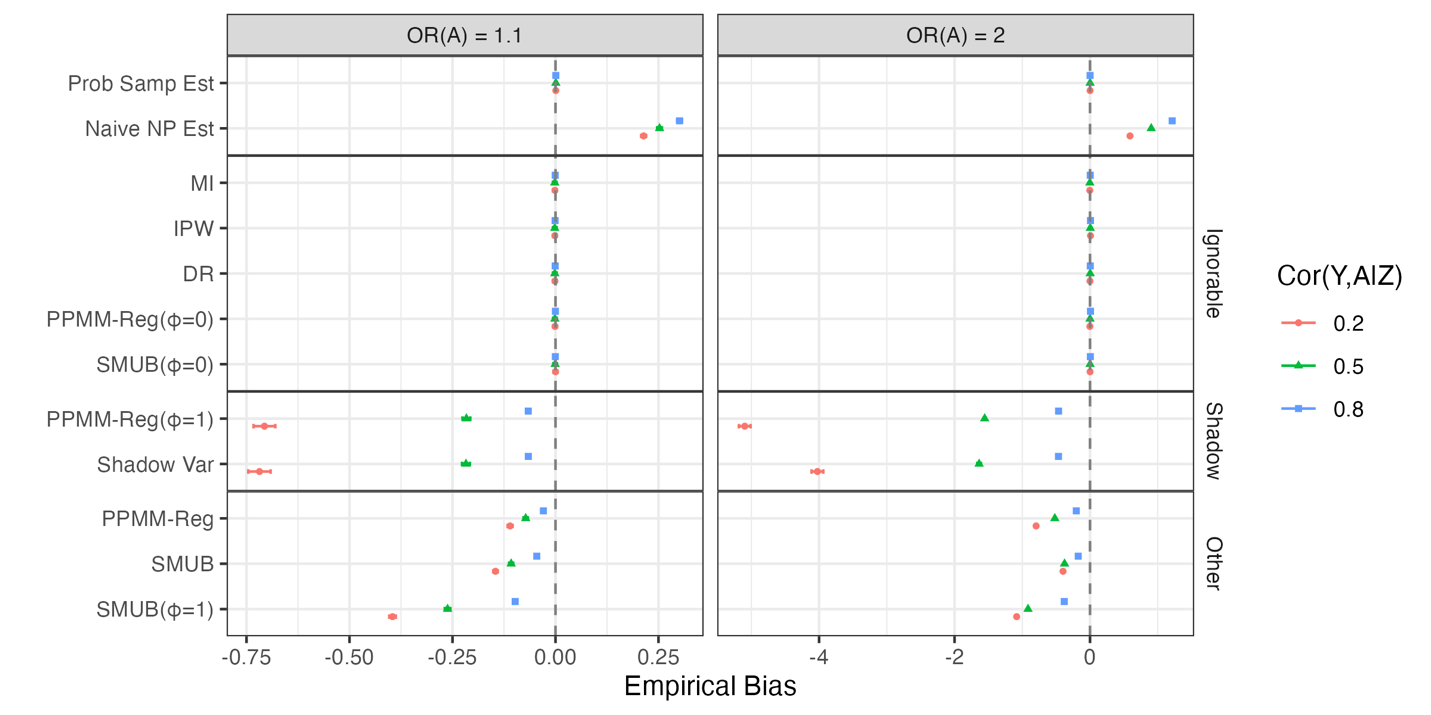 OR(A) = 1.1
OR(A) = 2
Prob Samp Est
Naive NP Est
MI
IPW
DR
PPMM-Reg(ϕ=0)
SMUB(ϕ=0)
Ignorable
PPMM-Reg(ϕ=1)
Shadow Var
Shadow
PPMM-Reg
SMUB
SMUB(ϕ=1)
Other
-0.75 -0.50 -0.25 0.00 0.25
-4 -2 0
Empirical Bias
Cor(Y,A|Z)
0.2
0.5
0.8